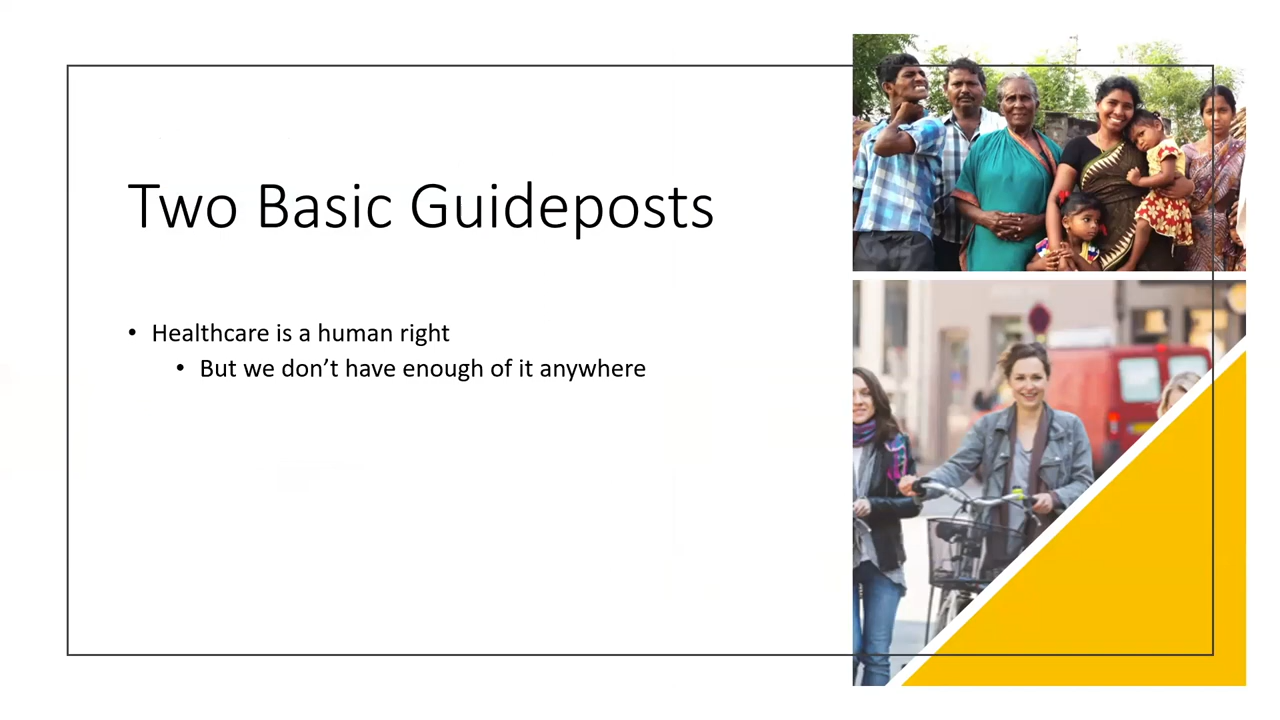 Two Basic Guideposts
• Healthcare is a human right
• But we don’t have enough of it anywhere